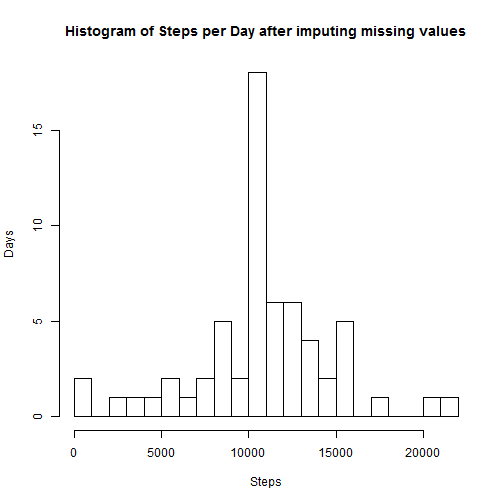 Histogram of Steps per Day after imputing missing values
15
10
5
0
Days
0 5000 10000 15000 20000
Steps